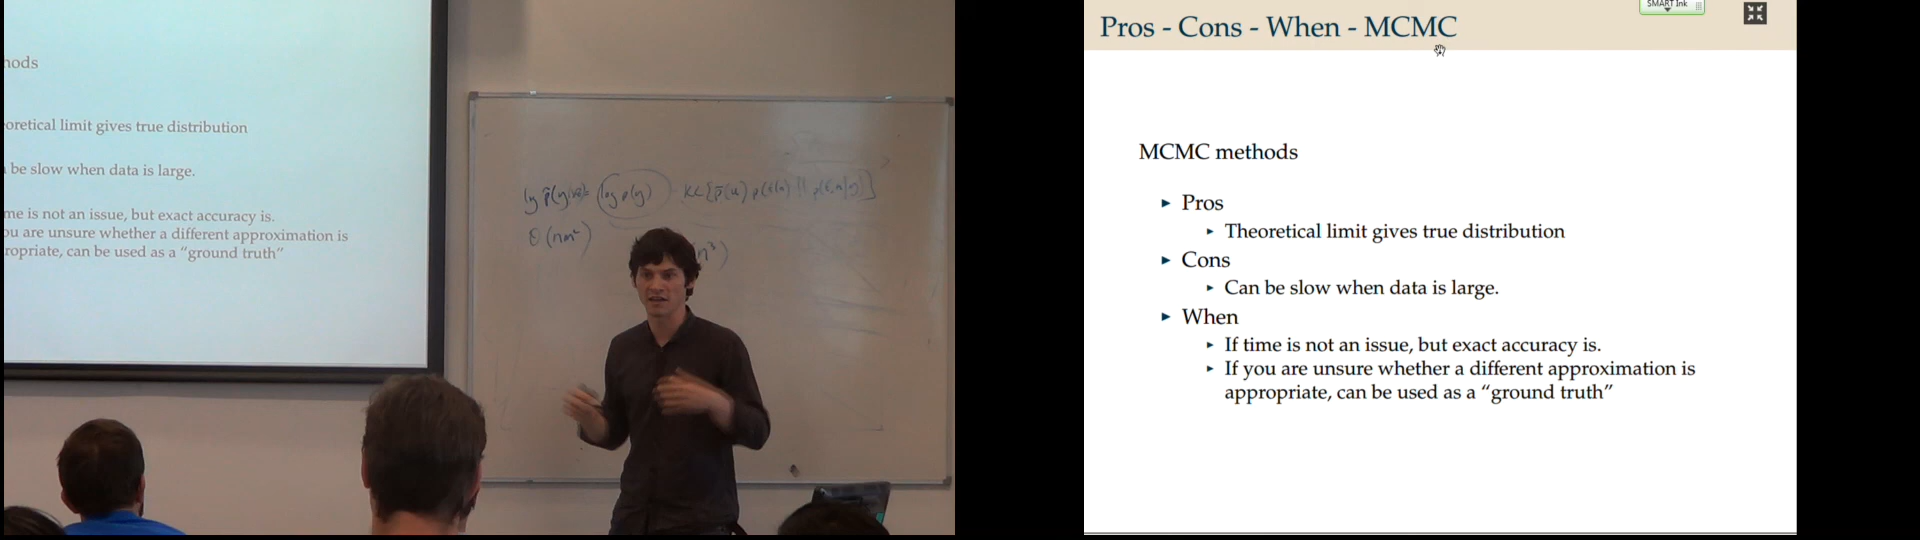 nods
oretical limit gives true distribution
be slow when data is large.
me is not an issue, but exact accuracy is.
ou are unsure whether a different approximation is
ropriate, can be used as a “ground truth”
log p(y)
O(nm²)
n³)
SMART Ink
Pros - Cons - When - MCMC
MCMC methods
► Pros
► Theoretical limit gives true distribution
► Cons
► Can be slow when data is large.
► When
► If time is not an issue, but exact accuracy is.
► If you are unsure whether a different approximation is
appropriate, can be used as a “ground truth”